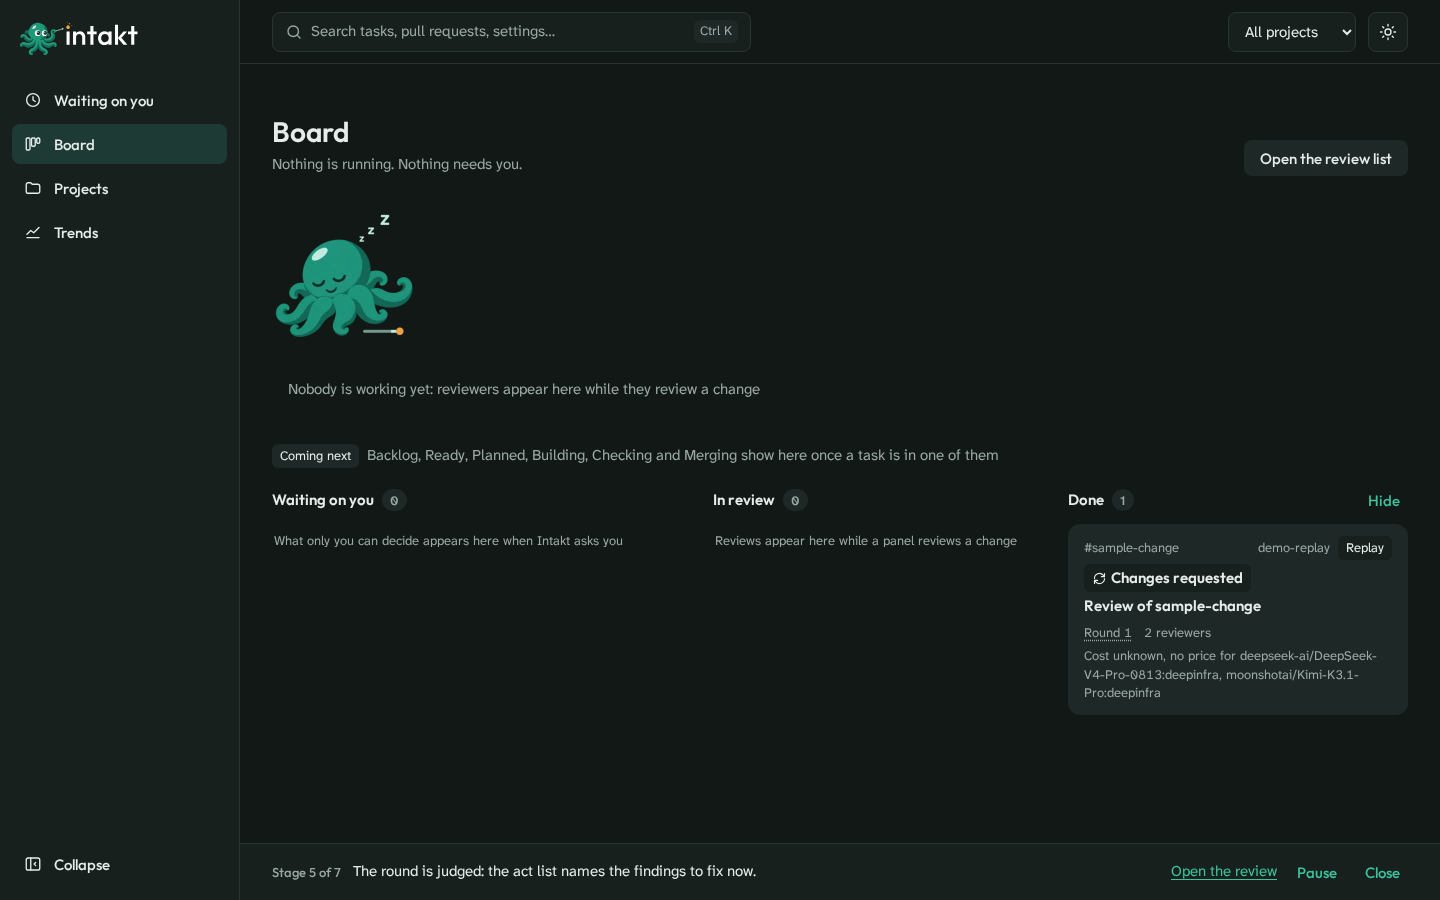 intakt
Search tasks, pull requests, settings...
Ctrl K
All projects
Waiting on you
Board
Projects
Trends
Collapse
Board
Nothing is running. Nothing needs you.
Open the review list
z z z
Nobody is working yet: reviewers appear here while they review a change
Coming next
Backlog, Ready, Planned, Building, Checking and Merging show here once a task is in one of them
Waiting on you 0
What only you can decide appears here when Intakt asks you
In review 0
Reviews appear here while a panel reviews a change
Done 1
Hide
#sample-change
demo-replay
Replay
Changes requested
Review of sample-change
Round 1 2 reviewers
Cost unknown, no price for deepseek-ai/DeepSeek-
V4-Pro-0813:deepinfra, moonshotai/Kimi-K3.1-
Pro:deepinfra
Stage 5 of 7
The round is judged: the act list names the findings to fix now.
Open the review
Pause
Close